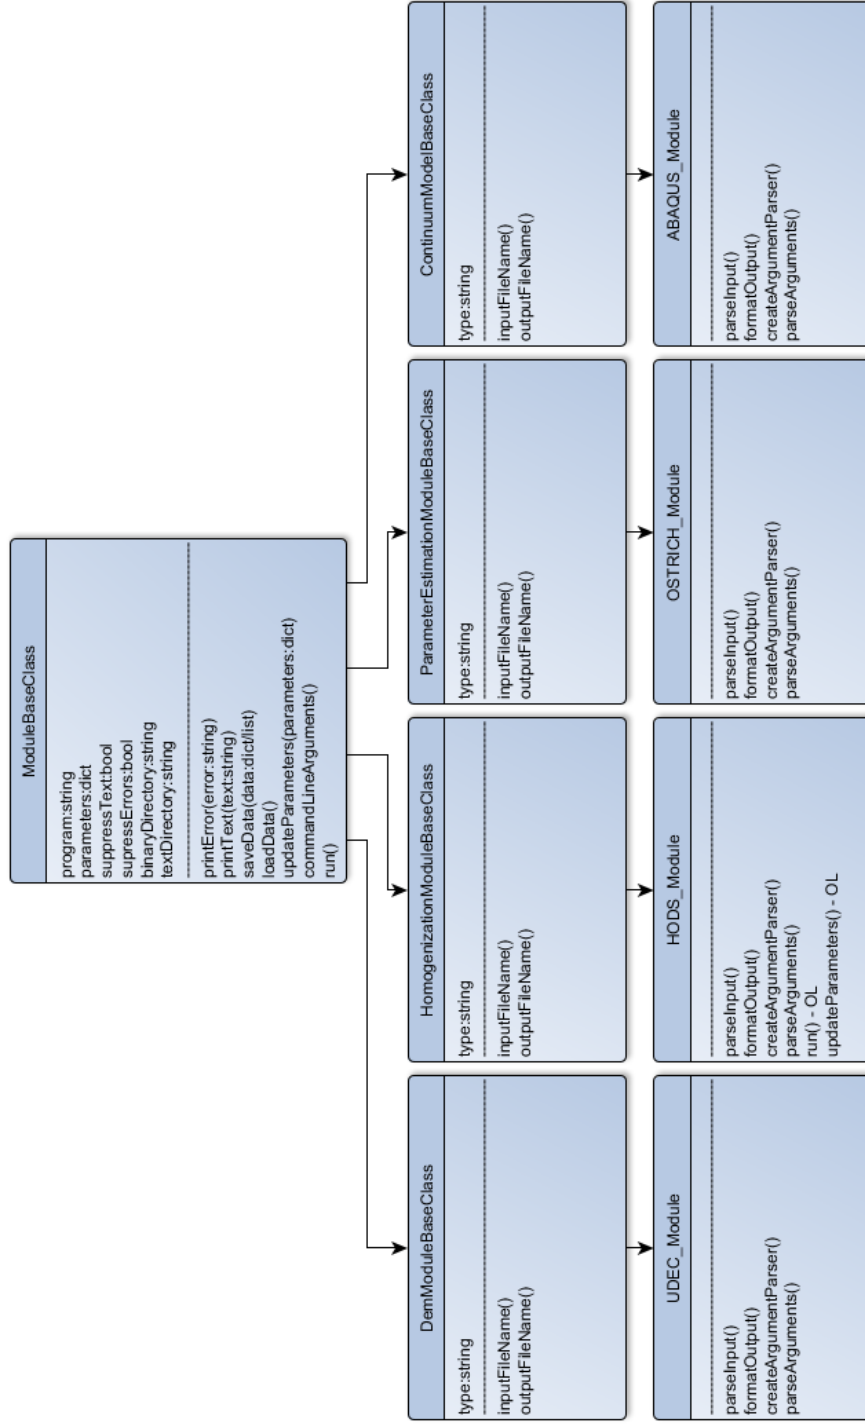 ModuleBaseClass
program:string
parameters:dict
suppressText:bool
supressErrors:bool
binaryDirectory:string
textDirectory:string
printError(error:string)
printText(text:string)
saveData(data:dict/list)
loadData()
updateParameters(parameters:dict)
commandLineArguments()
run()
DemModuleBaseClass
type:string
inputFileName()
outputFileName()
HomogenizationModuleBaseClass
type:string
inputFileName()
outputFileName()
ParameterEstimationModuleBaseClass
type:string
inputFileName()
outputFileName()
ContinuumModelBaseClass
type:string
inputFileName()
outputFileName()
UDEC_Module
parseInput()
formatOutput()
createArgumentParser()
parseArguments()
HODS_Module
parseInput()
formatOutput()
createArgumentParser()
parseArguments()
run() - OL
updateParameters() - OL
OSTRICH_Module
parseInput()
formatOutput()
createArgumentParser()
parseArguments()
ABAQUS_Module
parseInput()
formatOutput()
createArgumentParser()
parseArguments()